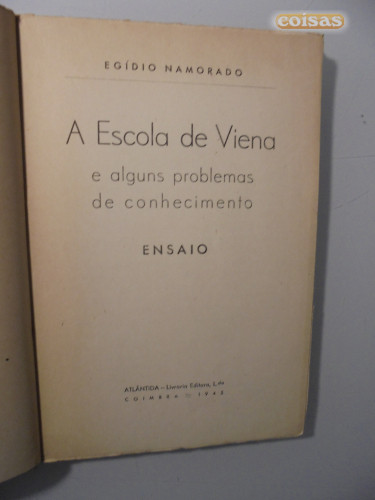 coisas
EGÍDIO NAMORADO
A Escola de Viena
e alguns problemas
de conhecimento
ENSAIO
ATLÂNTIDA — Livraria Editora, L.da
COIMBRA